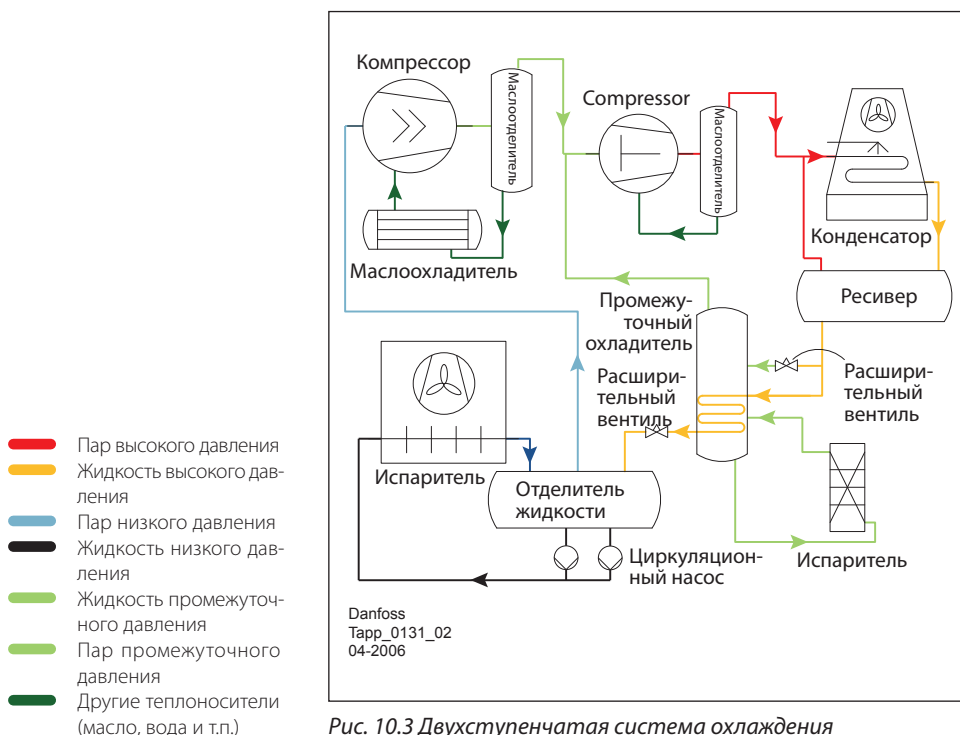 Компрессор
Маслоотделитель
Compressor
Маслоотделитель
Маслоохладитель
Конденсатор
Ресивер
Промежу-
точный
охладитель
Расшири-
тельный
вентиль
Расшири-
тельный
вентиль
Испаритель
Отделитель
жидкости
Циркуляцион-
ный насос
Испаритель
Danfoss
Tapp_0131_02
04-2006
Пар высокого давления
Жидкость высокого дав-
ления
Пар низкого давления
Жидкость низкого дав-
ления
Жидкость промежуточ-
ного давления
Пар промежуточного
давления
Другие теплоносители
(масло, вода и т.п.)
Рис. 10.3 Двухступенчатая система охлаждения